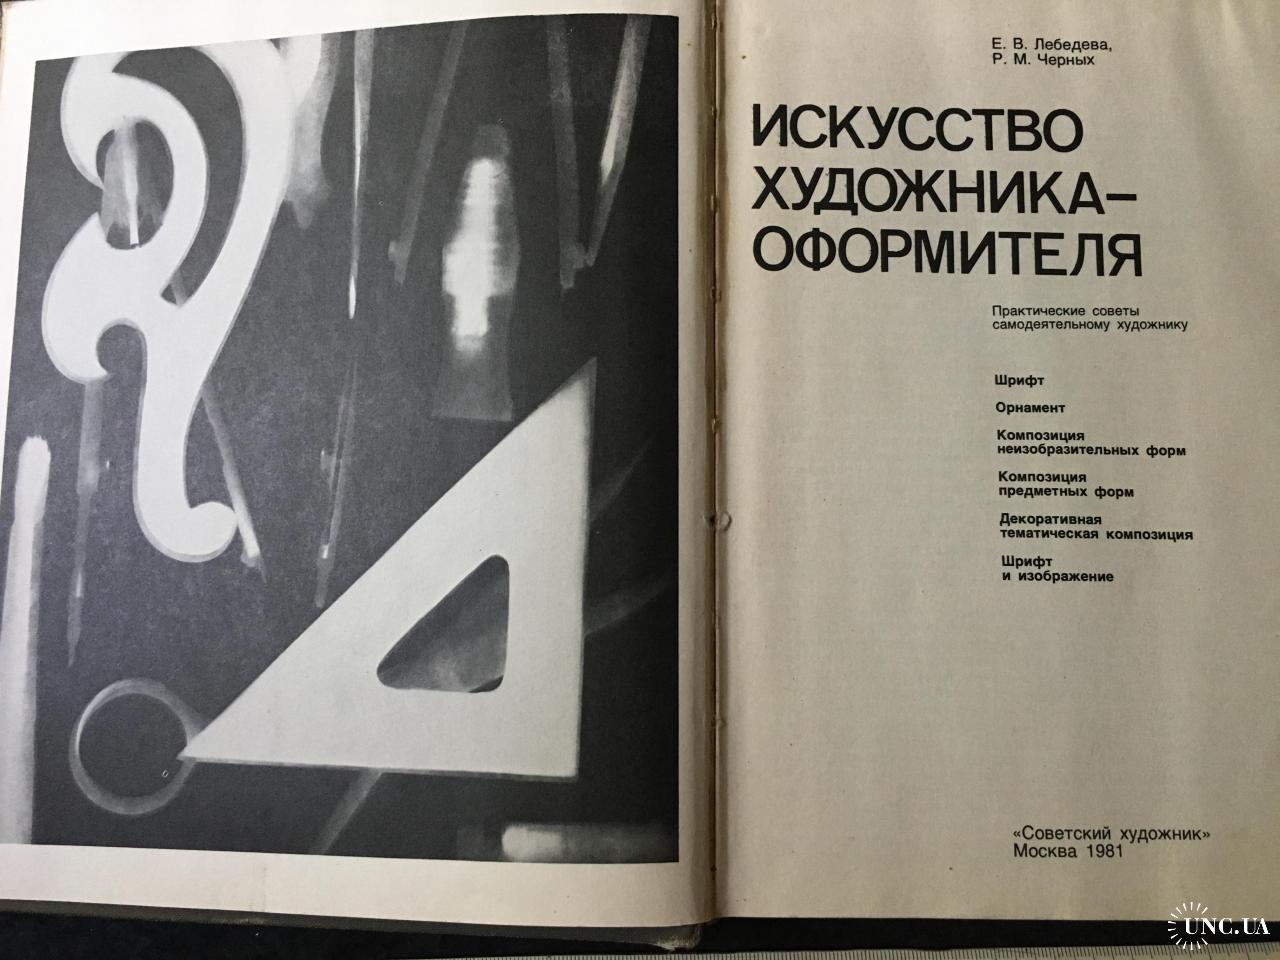 Е. В. Лебедева,
Р. М. Черных
ИСКУССТВО
ХУДОЖНИКА–
ОФОРМИТЕЛЯ
Практические советы
самодеятельному художнику
Шрифт
Орнамент
Композиция
неизобразительных форм
Композиция
предметных форм
Декоративная
тематическая композиция
Шрифт
и изображение
«Советский художник»
Москва 1981
UNC.UA